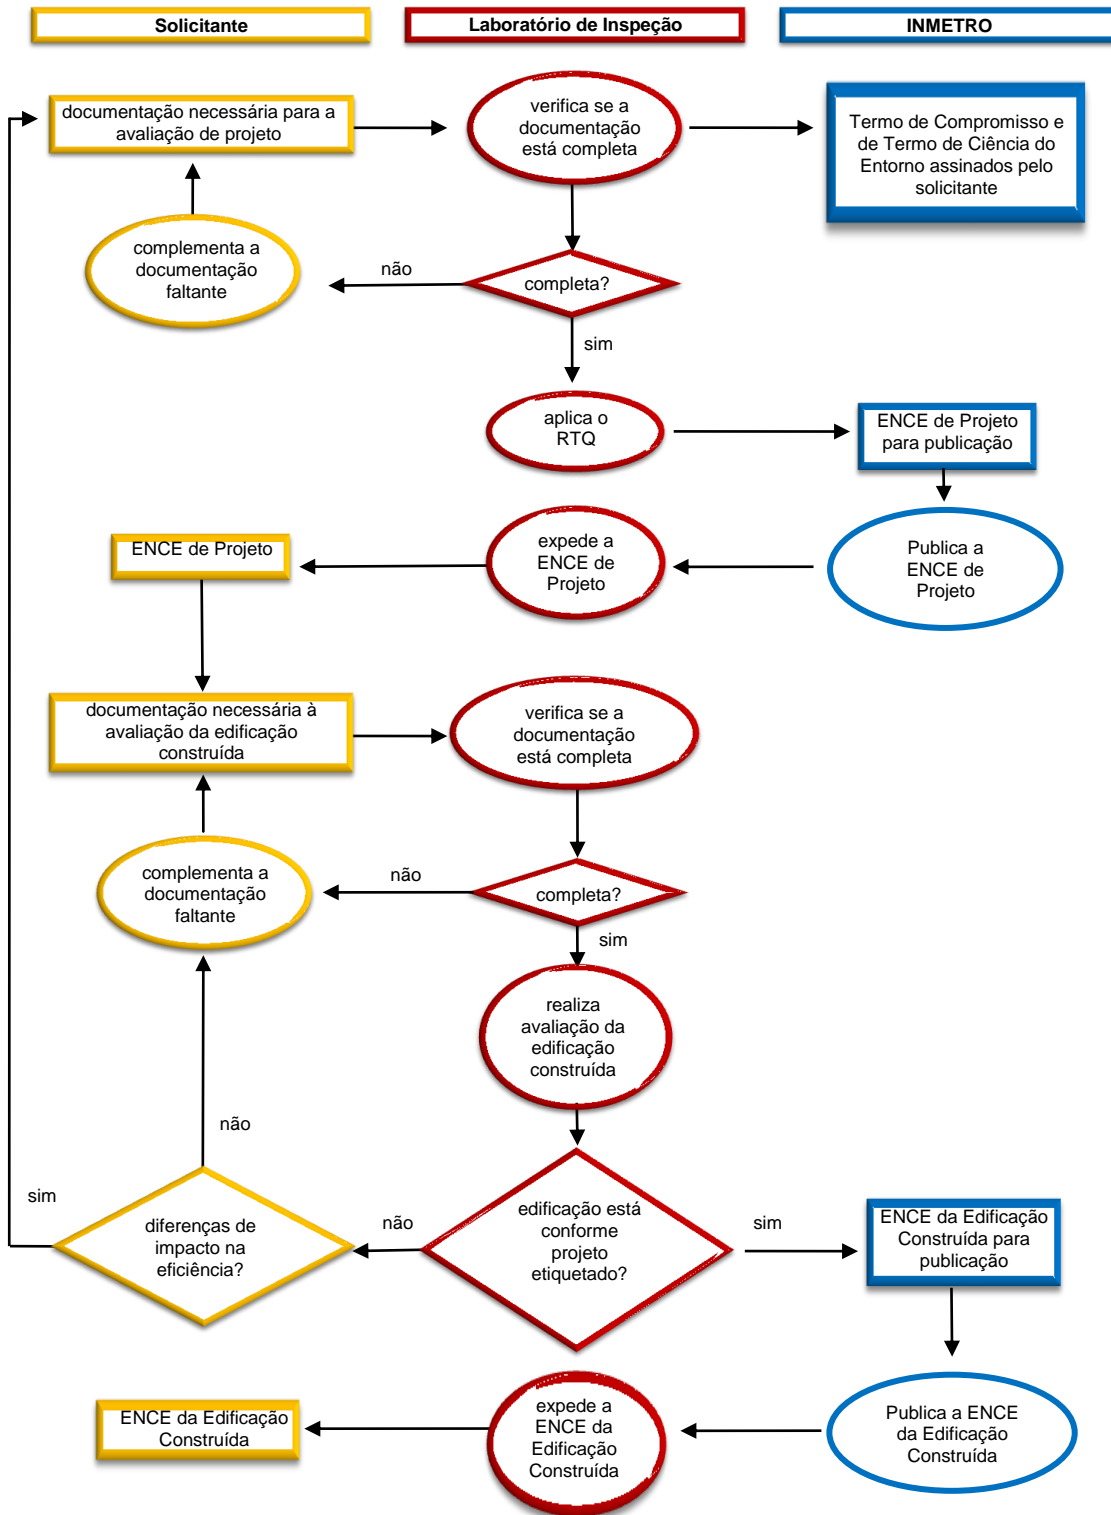 Solicitante
Laboratório de Inspeção
INMETRO
documentação necessária para a
avaliação de projeto
verifica se a
documentação
está completa
Termo de Compromisso e
de Termo de Ciência do
Entorno assinados pelo
solicitante
complementa a
documentação
faltante
não
completa?
sim
aplica o
RTQ
ENCE de Projeto
para publicação
ENCE de Projeto
expede a
ENCE de
Projeto
Publica a
ENCE de
Projeto
documentação necessária à
avaliação da edificação
construída
verifica se a
documentação
está completa
complementa a
documentação
faltante
não
completa?
sim
realiza
avaliação da
edificação
construída
não
sim
diferenças de
impacto na
eficiência?
não
edificação está
conforme
projeto
etiquetado?
sim
ENCE da Edificação
Construída para
publicação
ENCE da Edificação
Construída
expede a
ENCE da
Edificação
Construída
Publica a ENCE
da Edificação
Construída